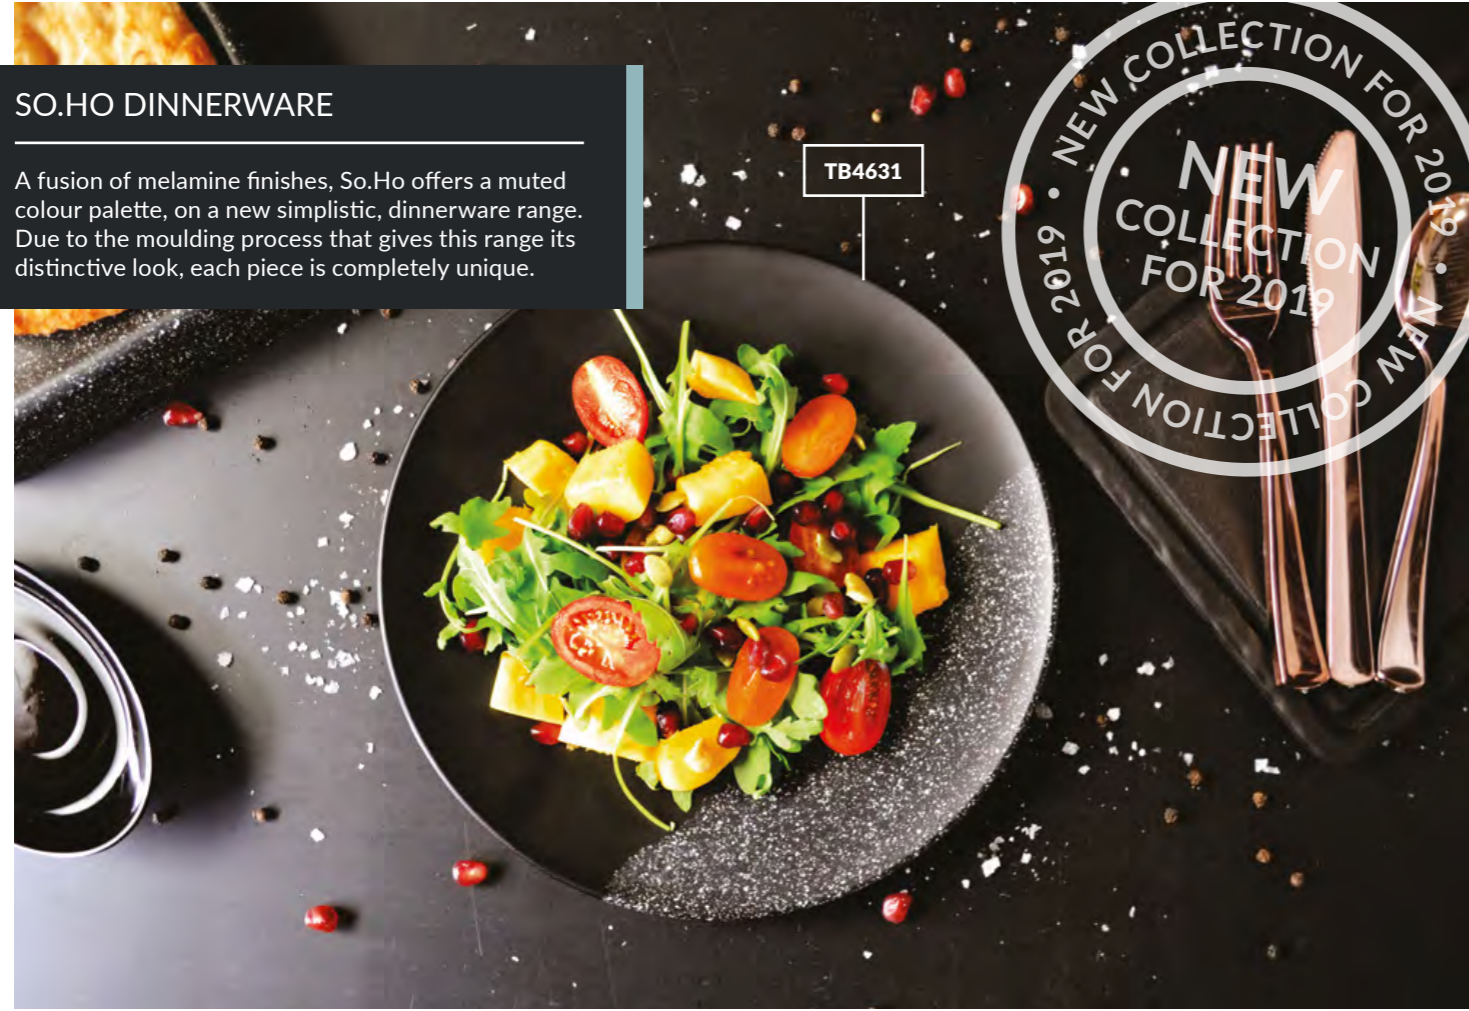 SO.HO DINNERWARE
A fusion of melamine finishes, So.Ho offers a muted
colour palette, on a new simplistic, dinnerware range.
Due to the moulding process that gives this range its
distinctive look, each piece is completely unique.
TB4631
• NEW COLLECTION FOR 2019 • NEW COLLECTION FOR 2019
NEW
COLLECTION
FOR 2019